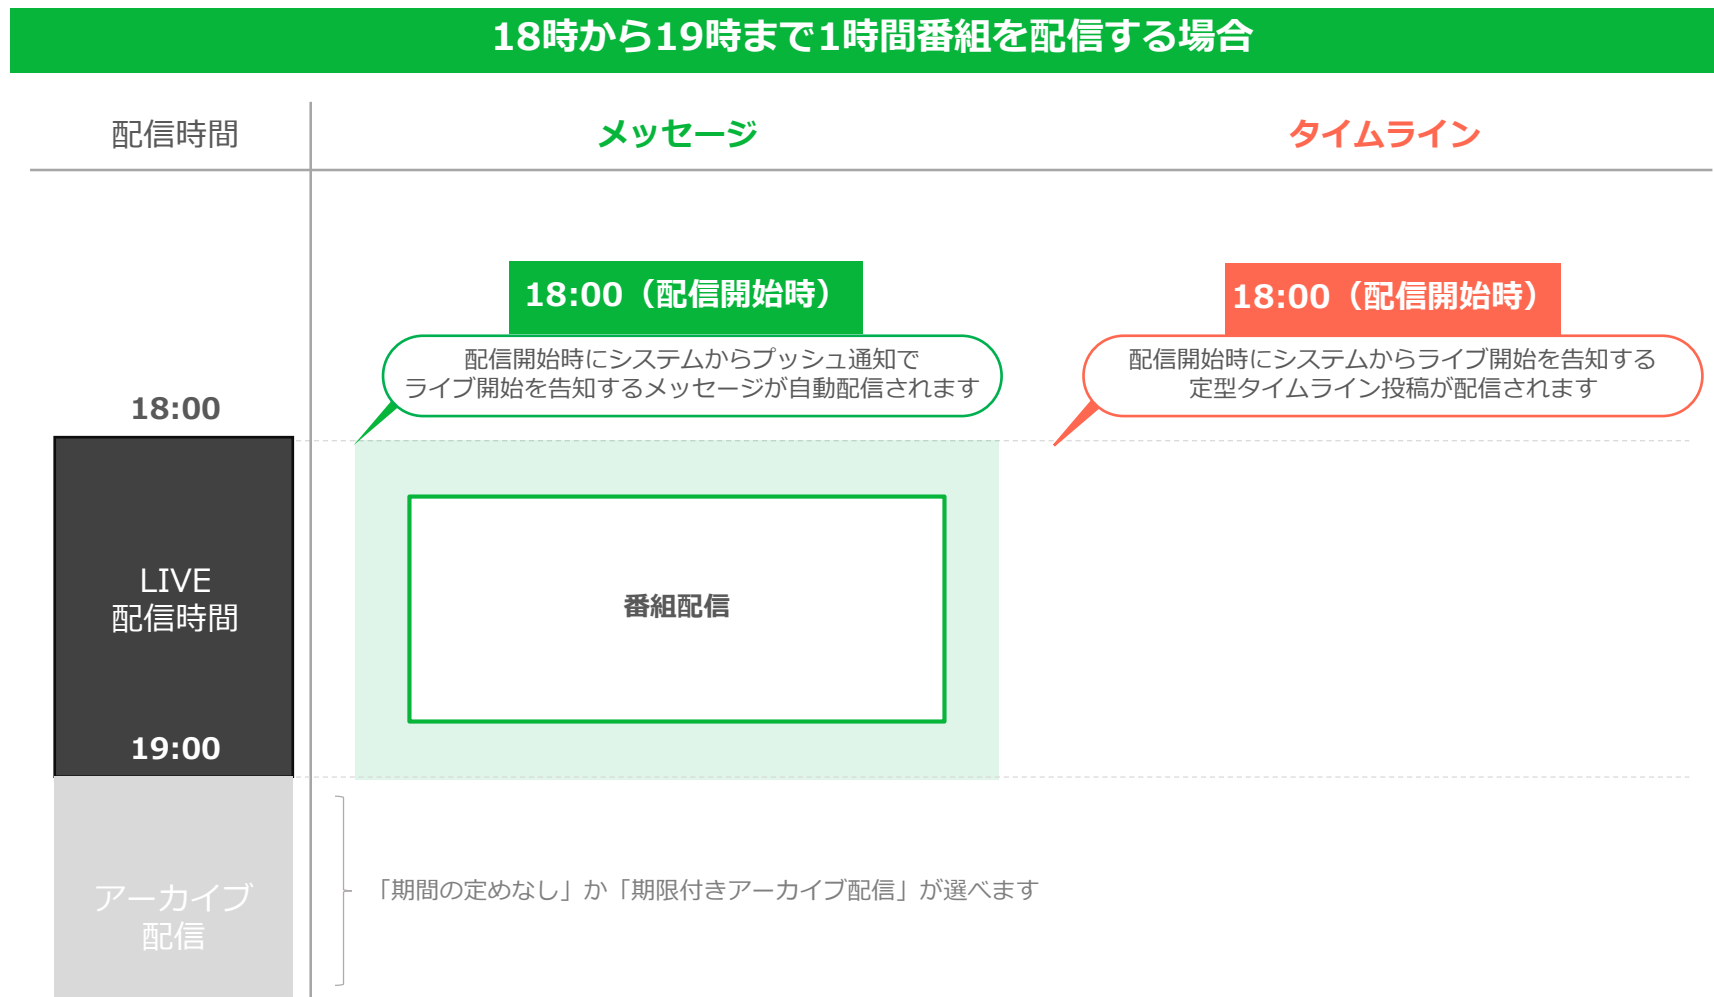 18時から19時まで1時間番組を配信する場合
配信時間
メッセージ
タイムライン
18:00（配信開始時）
18:00（配信開始時）
配信開始時にシステムからプッシュ通知で
ライブ開始を告知するメッセージが自動配信されます
配信開始時にシステムからライブ開始を告知する
定型タイムライン投稿が配信されます
18:00
LIVE
配信時間
番組配信
19:00
アーカイブ
配信
「期間の定めなし」か「期限付きアーカイブ配信」が選べます